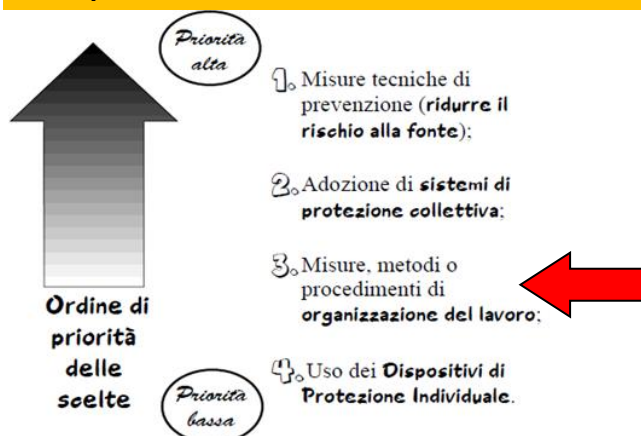 Priorità
alta
1. Misure tecniche di
prevenzione (ridurre il
rischio alla fonte);
2. Adozione di sistemi di
protezione collettiva;
3. Misure, metodi o
procedimenti di
organizzazione del lavoro;
4. Uso dei Dispositivi di
Protezione Individuale.
Ordine di
priorità
delle
scelte
Priorità
bassa